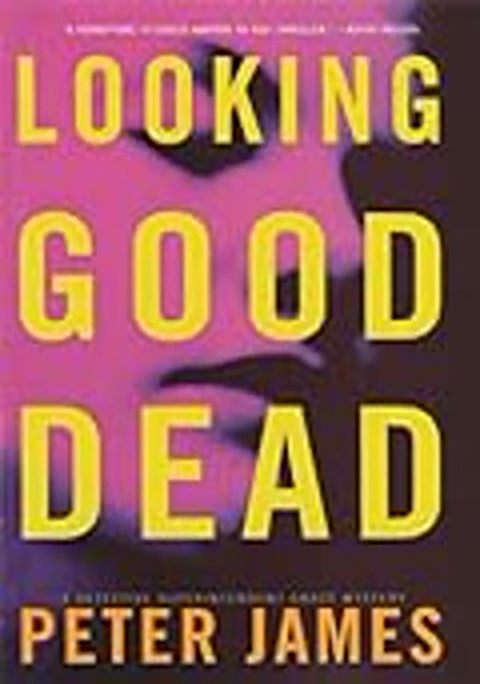 LOOKING
GOOD
DEAD
A DETECTIVE SUPERINTENDENT GRACE MYSTERY
PETER JAMES